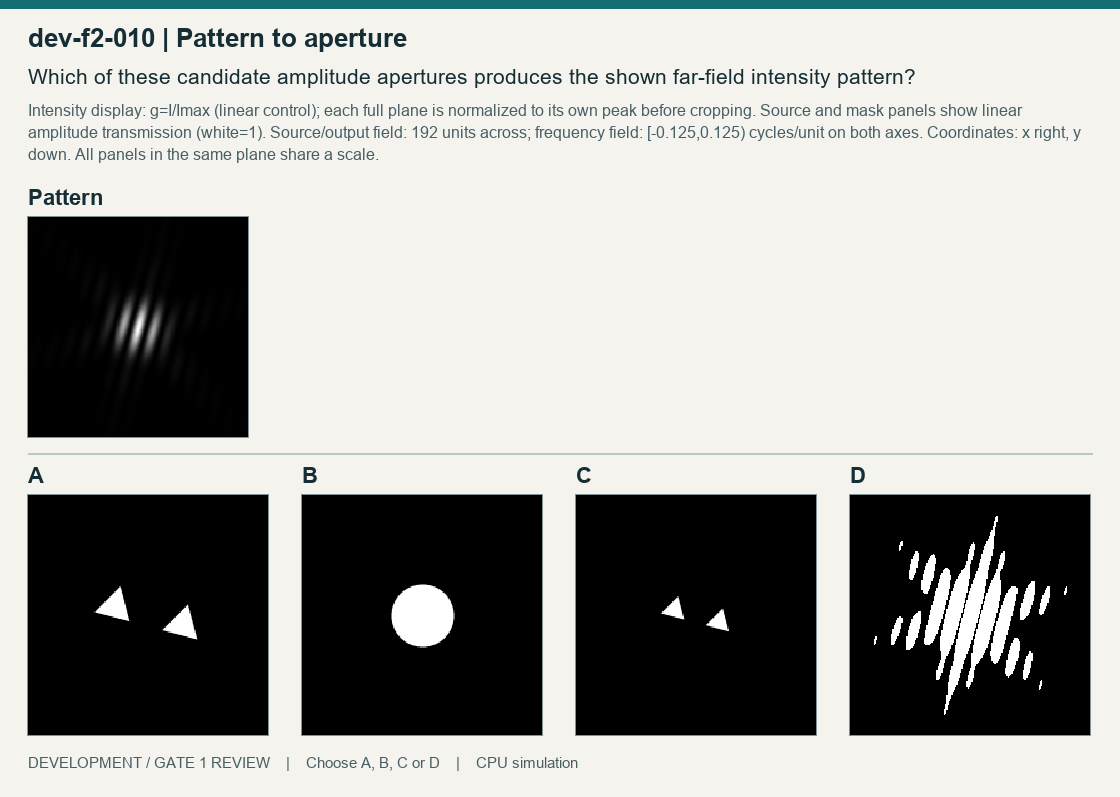 dev-f2-010 | Pattern to aperture
Which of these candidate amplitude apertures produces the shown far-field intensity pattern?
Intensity display: g=I/Imax (linear control); each full plane is normalized to its own peak before cropping. Source and mask panels show linear
amplitude transmission (white=1). Source/output field: 192 units across; frequency field: [-0.125,0.125) cycles/unit on both axes. Coordinates: x right, y
down. All panels in the same plane share a scale.
Pattern
A B C D
DEVELOPMENT / GATE 1 REVIEW | Choose A, B, C or D | CPU simulation